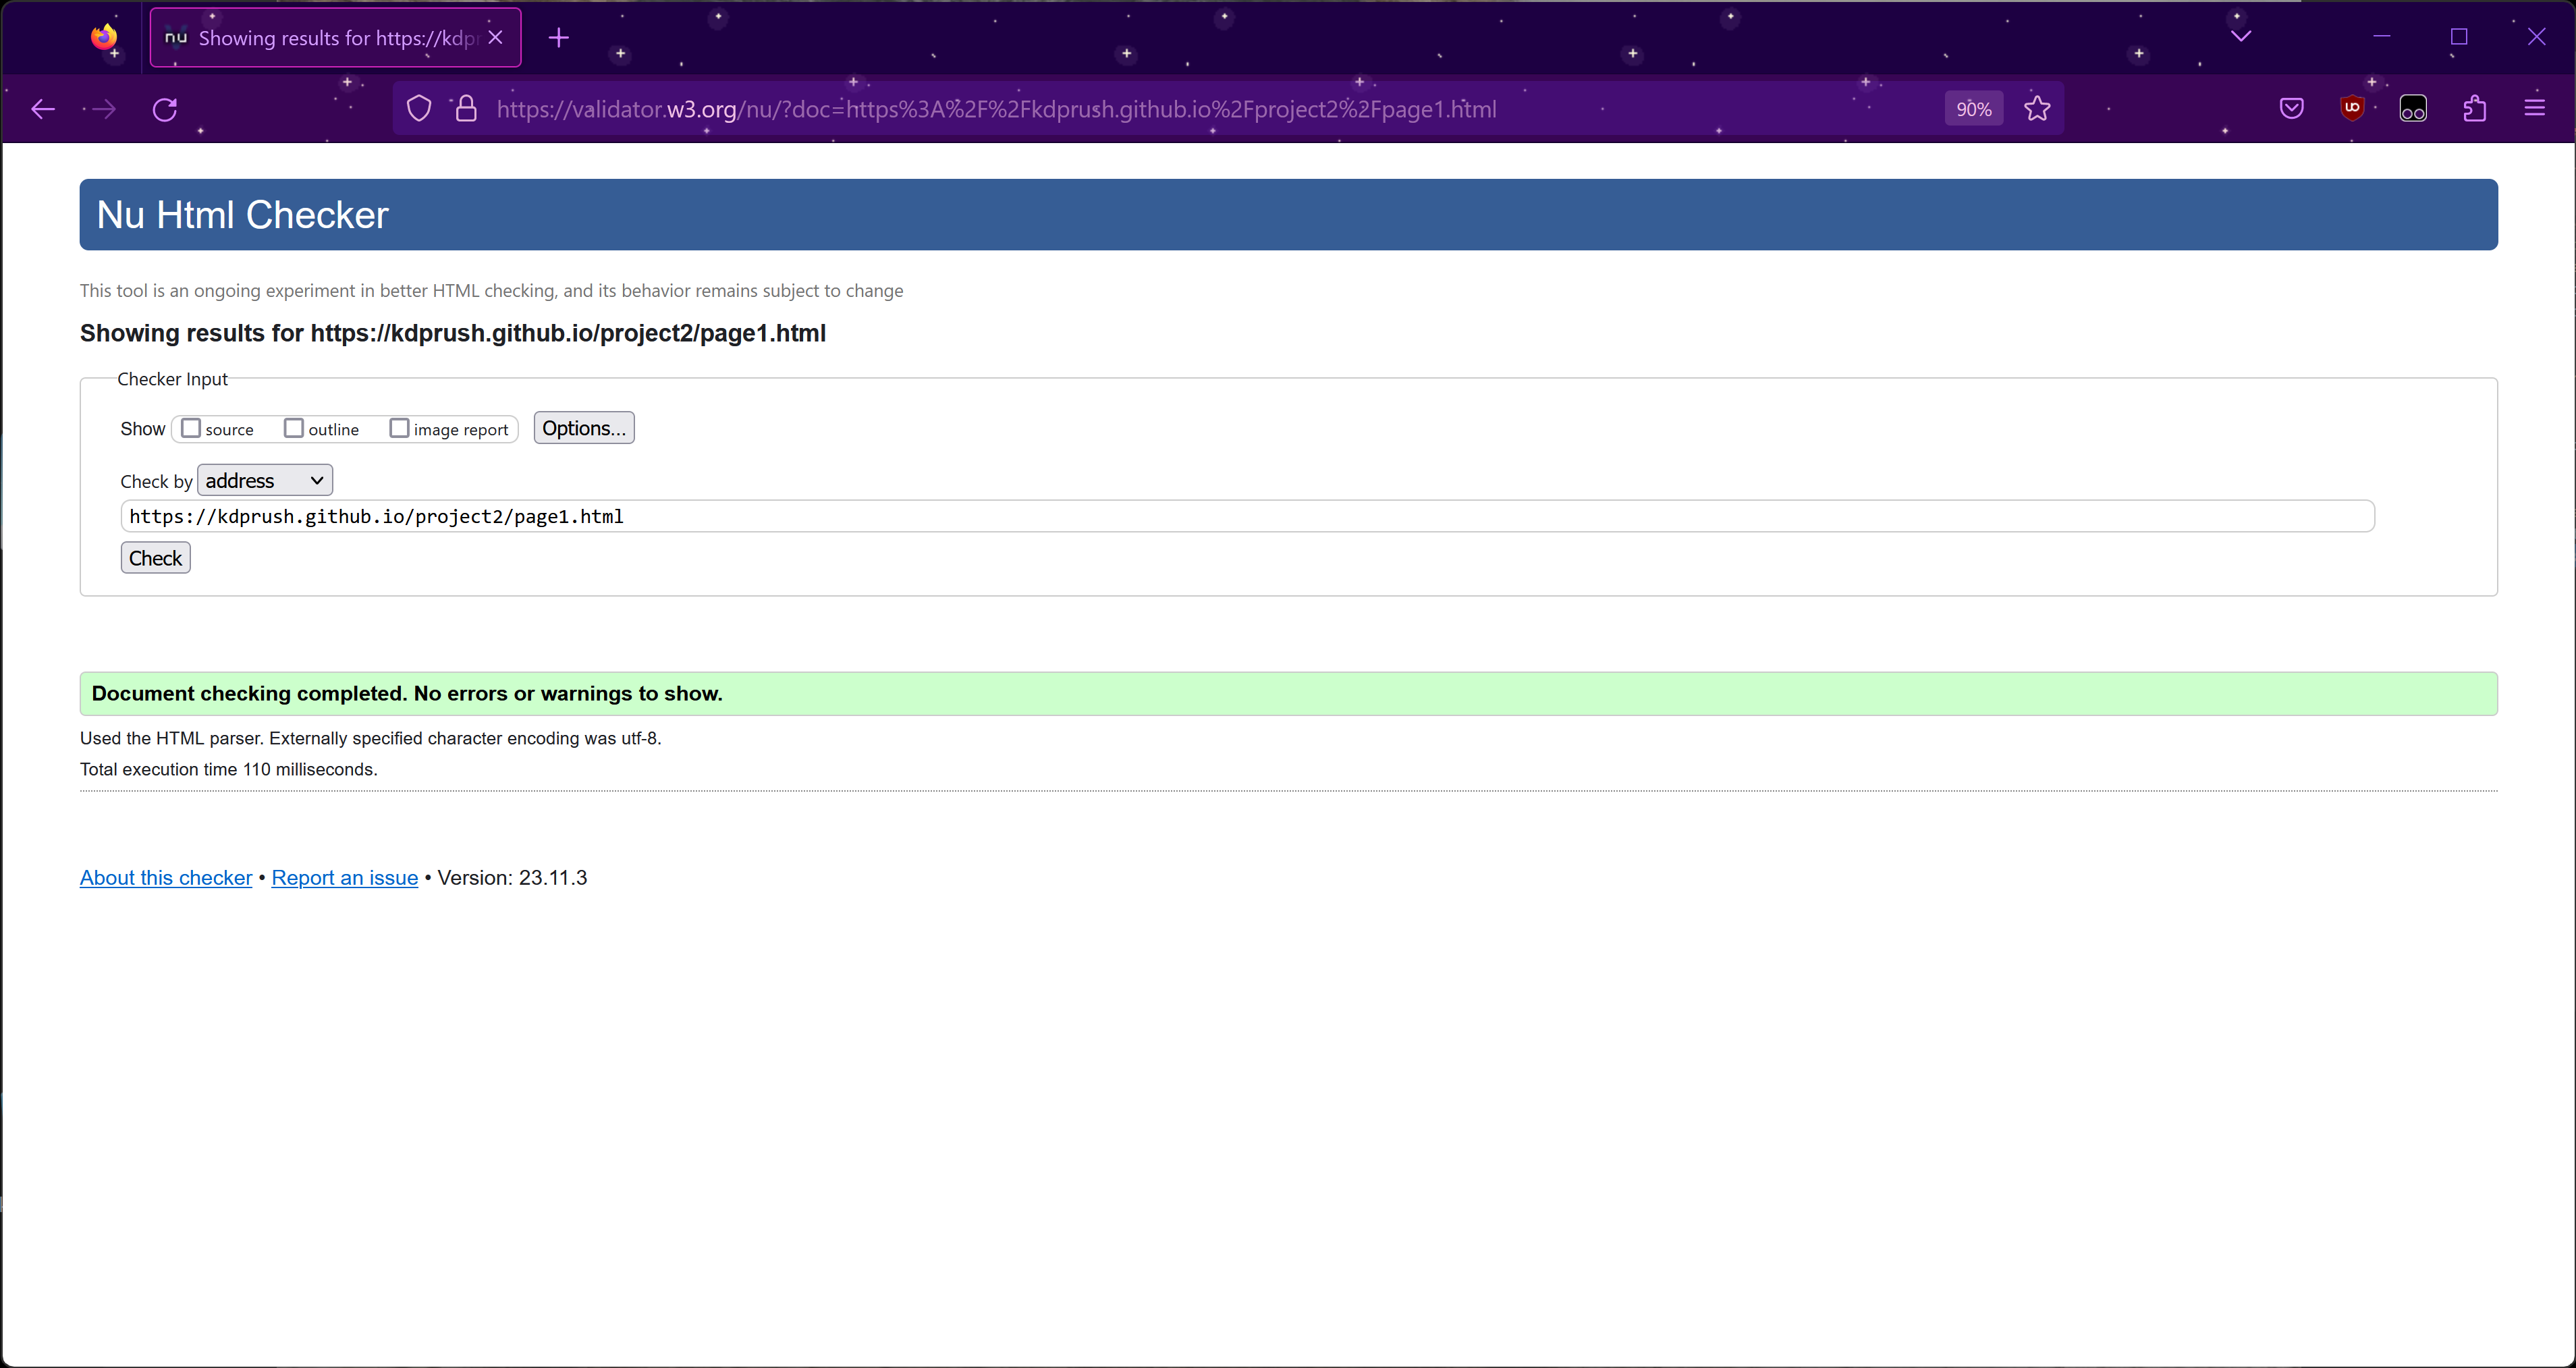 nu Showing results for https://kdp
https://validator.w3.org/nu/?doc=https%3A%2F%2Fkdprush.github.io%2Fproject2%2Fpage1.html 90%
Nu Html Checker
This tool is an ongoing experiment in better HTML checking, and its behavior remains subject to change
Showing results for https://kdprush.github.io/project2/page1.html
Checker Input
Show source outline image report Options...
Check by address
https://kdprush.github.io/project2/page1.html
Check
Document checking completed. No errors or warnings to show.
Used the HTML parser. Externally specified character encoding was utf-8.
Total execution time 110 milliseconds.
About this checker • Report an issue • Version: 23.11.3